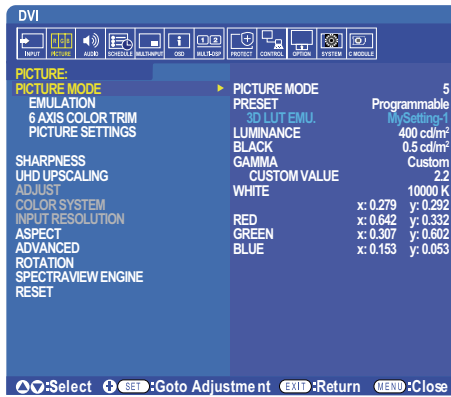 DVI
INPUT PICTURE AUDIO SCHEDULE MULTI-INPUT OSD MULTI-DSP PROTECT CONTROL OPTION SYSTEM C MODULE
PICTURE:
PICTURE MODE
EMULATION
6 AXIS COLOR TRIM
PICTURE SETTINGS
SHARPNESS
UHD UPSCALING
ADJUST
COLOR SYSTEM
INPUT RESOLUTION
ASPECT
ADVANCED
ROTATION
SPECTRAVIEW ENGINE
RESET
PICTURE MODE 5
PRESET Programmable
3D LUT EMU. MySetting-1
LUMINANCE 400 cd/m²
BLACK 0.5 cd/m²
GAMMA Custom
CUSTOM VALUE 2.2
WHITE 10000 K
x: 0.279 y: 0.292
RED x: 0.642 y: 0.332
GREEN x: 0.307 y: 0.602
BLUE x: 0.153 y: 0.053
:Select SET :Goto Adjustment EXIT :Return MENU :Close